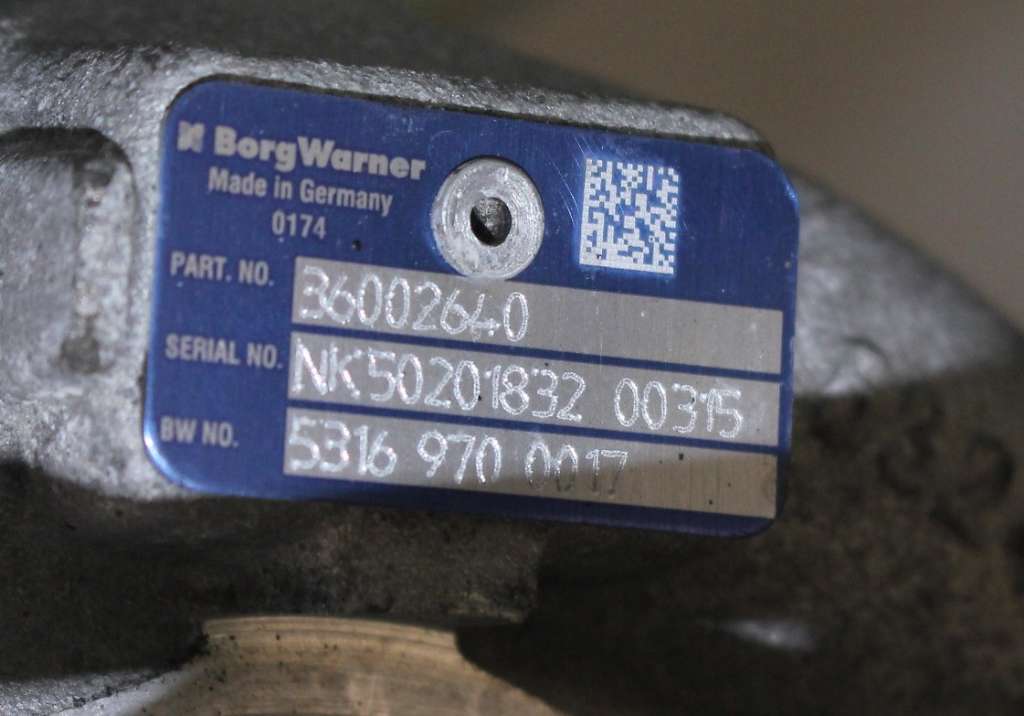 BorgWarner
Made in Germany
0174
PART. NO. 36002640
SERIAL NO. NK50201832 00315
BW NO. 5316 970 0017